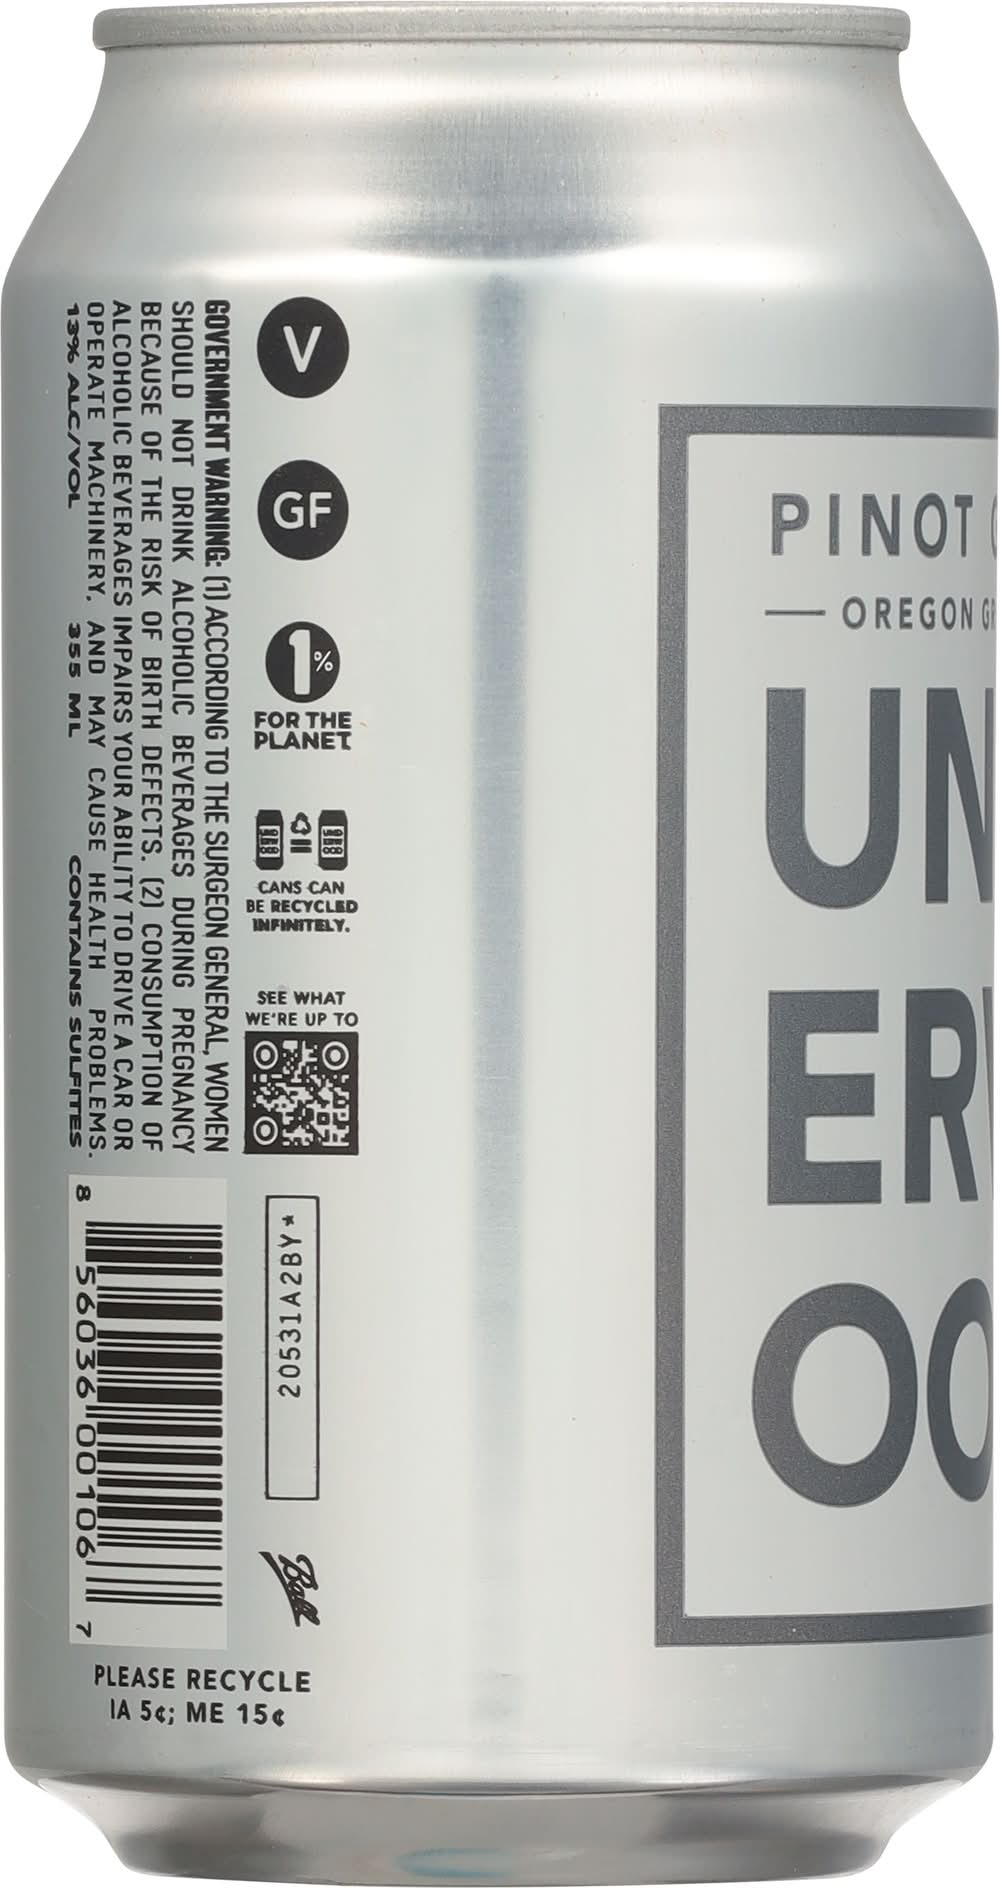 V
GF
1%
FOR THE
PLANET
CANS CAN
BE RECYCLED
INFINITELY.
SEE WHAT
WE'RE UP TO
GOVERNMENT WARNING: (1) ACCORDING TO THE SURGEON GENERAL, WOMEN
SHOULD NOT DRINK ALCOHOLIC BEVERAGES DURING PREGNANCY
BECAUSE OF THE RISK OF BIRTH DEFECTS. (2) CONSUMPTION OF
ALCOHOLIC BEVERAGES IMPAIRS YOUR ABILITY TO DRIVE A CAR OR
OPERATE MACHINERY, AND MAY CAUSE HEALTH PROBLEMS.
13% ALC/VOL 355 ML CONTAINS SULFITES
20531A2BY*
8 56036 00106 7
Ball
PLEASE RECYCLE
IA 5¢; ME 15¢
PINOT
OREGON
UN
ER
OO